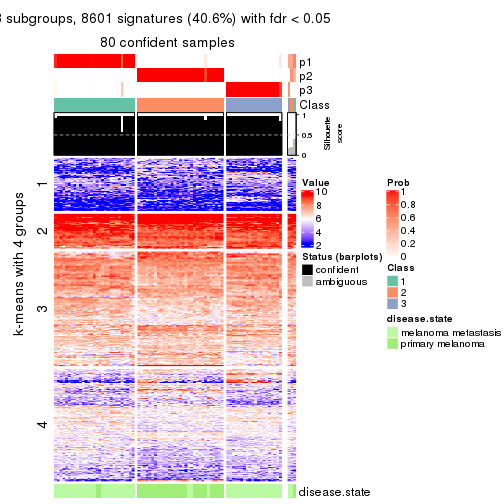 3 subgroups, 8601 signatures (40.6%) with fdr < 0.05
80 confident samples
p1
p2
p3
Class
1
0.5
0
Silhouette
score
k-means with 4 groups
1
2
3
4
Value
10
8
6
4
2
Status (barplots)
confident
ambiguous
Prob
1
0.8
0.6
0.4
0.2
0
Class
1
2
3
disease.state
melanoma metastasis
primary melanoma
disease.state